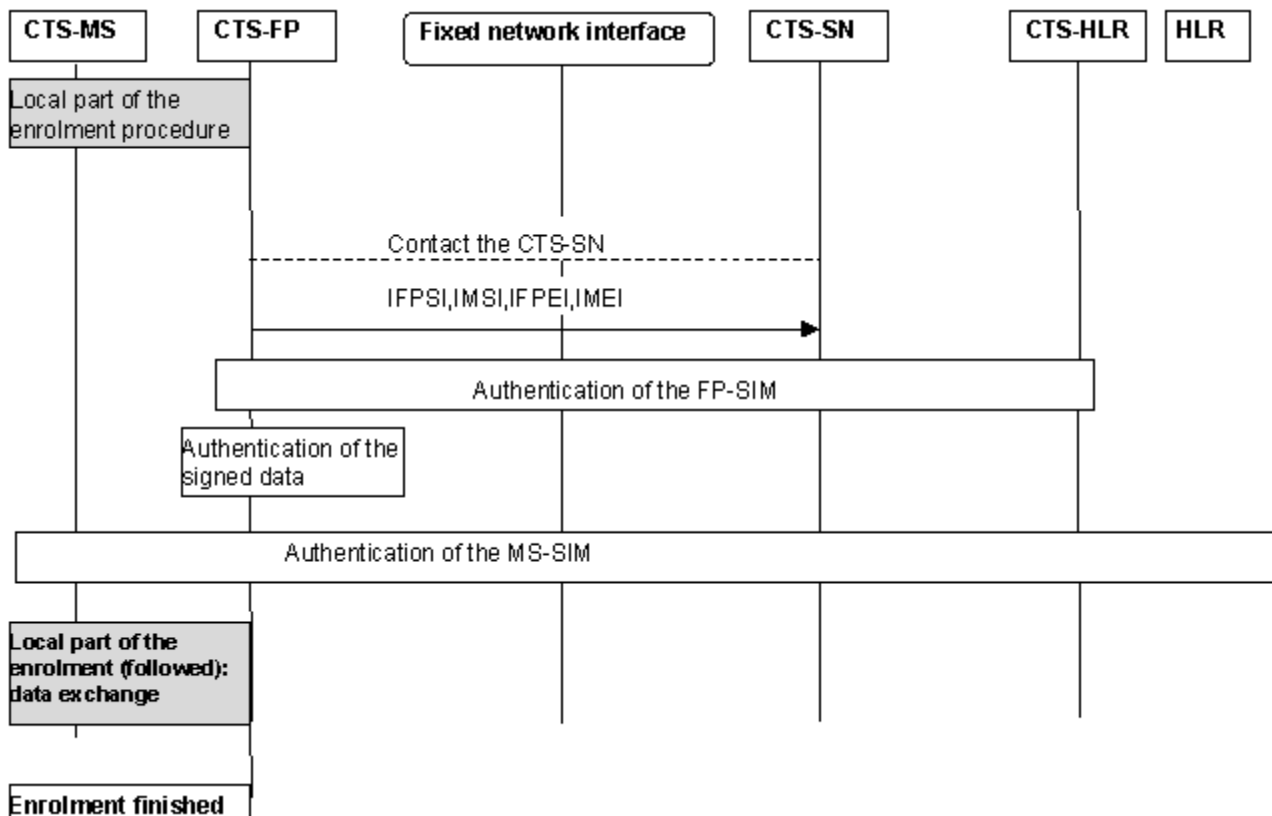 CTS-MS
CTS-FP
Fixed network interface
CTS-SN
CTS-HLR
HLR
Local part of the
enrolment procedure
Contact the CTS-SN
IFPSI,IMSI,IFPEI,IMEI
Authentication of the FP-SIM
Authentication of the
signed data
Authentication of the MS-SIM
Local part of the
enrolment (followed):
data exchange
Enrolment finished